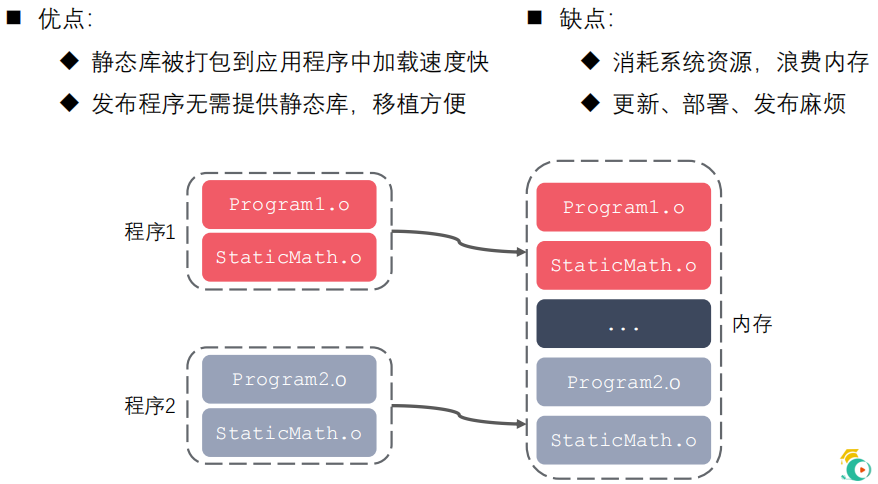 ■ 优点:
◆ 静态库被打包到应用程序中加载速度快
◆ 发布程序无需提供静态库，移植方便
■ 缺点:
◆ 消耗系统资源，浪费内存
◆ 更新、部署、发布麻烦
程序1
Program1.o
StaticMath.o
程序2
Program2.o
StaticMath.o
Program1.o
StaticMath.o
...
Program2.o
StaticMath.o
内存